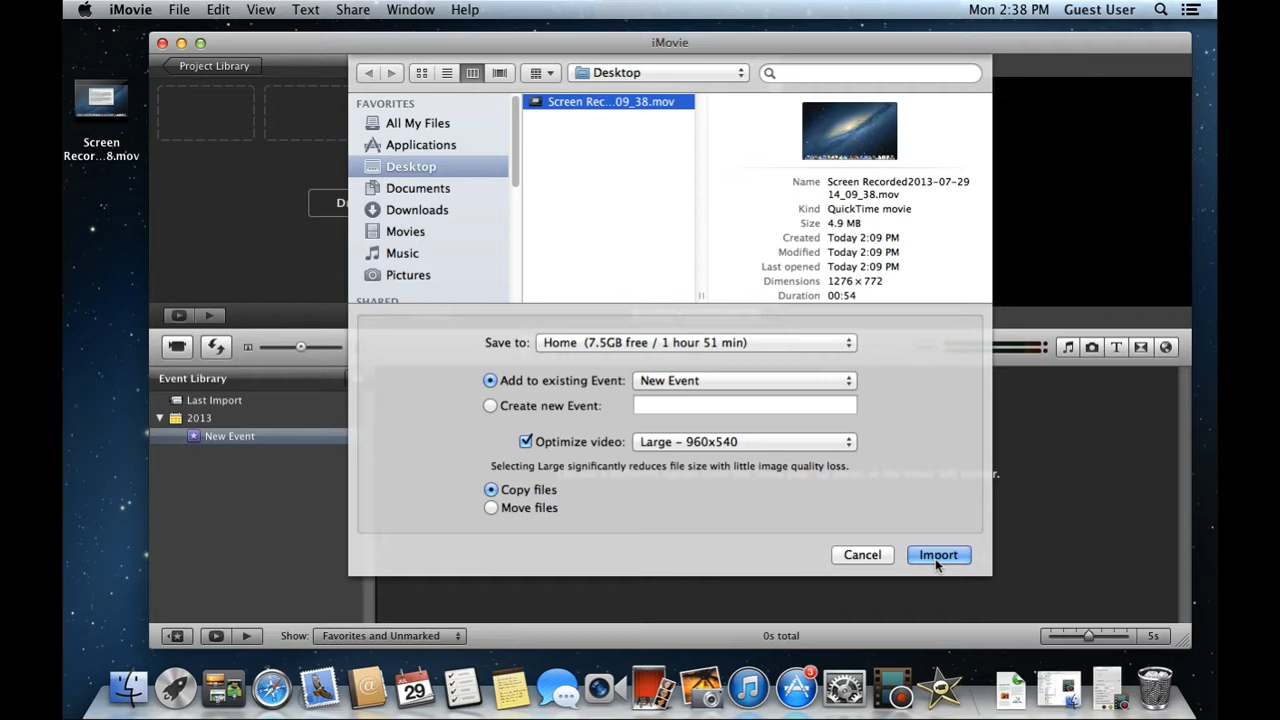 iMovie File Edit View Text Share Window Help Mon 2:38 PM Guest User
iMovie
Project Library
Desktop
Screen
Recor...8.mov
FAVORITES
All My Files
Applications
Desktop
Documents
Downloads
Movies
Music
Pictures
SHARED
Screen Rec...09_38.mov
Name Screen Recorded2013-07-29
14_09_38.mov
Kind QuickTime movie
Size 4.9 MB
Created Today 2:09 PM
Modified Today 2:09 PM
Last opened Today 2:09 PM
Dimensions 1276 × 772
Duration 00:54
Save to: Home (7.5GB free / 1 hour 51 min)
Add to existing Event: New Event
Create new Event:
Optimize video: Large - 960x540
Selecting Large significantly reduces file size with little image quality loss.
Copy files
Move files
Cancel Import
Event Library
Last Import
2013
New Event
Show: Favorites and Unmarked 0s total 5s
JUL
29
3